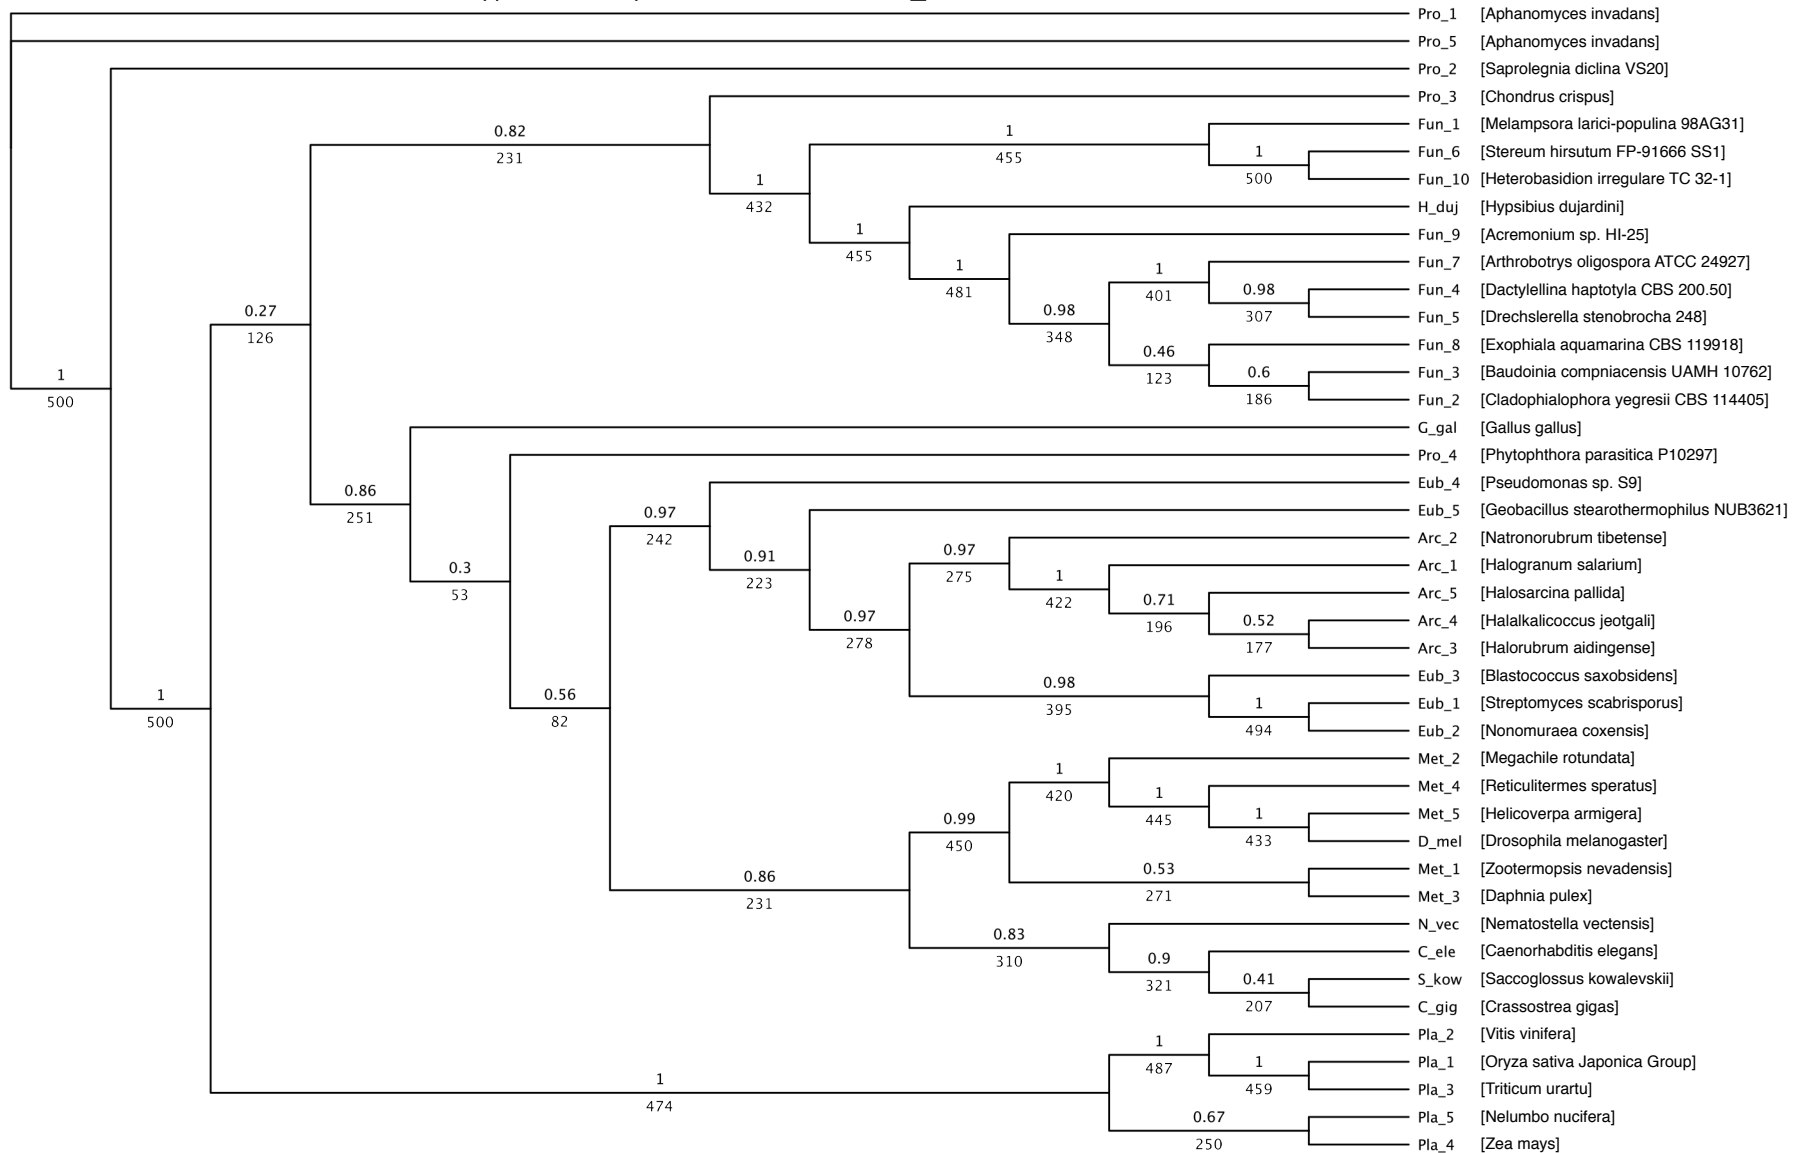 Pro_1 [Aphanomyces invadans]
Pro_5 [Aphanomyces invadans]
Pro_2 [Saprolegnia diclina VS20]
Pro_3 [Chondrus crispus]
0.82 1 Fun_1 [Melampsora larici-populina 98AG31]
231 455 1 Fun_6 [Stereum hirsutum FP-91666 SS1]
1 500 Fun_10 [Heterobasidion irregulare TC 32-1]
432 H_duj [Hypsibius dujardini]
1 Fun_9 [Acremonium sp. HI-25]
455 1 1 Fun_7 [Arthrobotrys oligospora ATCC 24927]
481 401 0.98 Fun_4 [Dactylellina haptotyla CBS 200.50]
0.27 0.98 307 Fun_5 [Drechslerella stenobrocha 248]
126 348 0.46 Fun_8 [Exophiala aquamarina CBS 119918]
1 123 0.6 Fun_3 [Baudoinia compniacensis UAMH 10762]
500 186 Fun_2 [Cladophialophora yegresii CBS 114405]
G_gal [Gallus gallus]
Pro_4 [Phytophthora parasitica P10297]
0.86 Eub_4 [Pseudomonas sp. S9]
251 0.97 Eub_5 [Geobacillus stearothermophilus NUB3621]
242 0.91 0.97 Arc_2 [Natronorubrum tibetense]
0.3 223 275 1 Arc_1 [Halogranum salarium]
53 422 0.71 Arc_5 [Halosarcina pallida]
0.97 196 0.52 Arc_4 [Halalkalicoccus jeotgali]
278 177 Arc_3 [Halorubrum aidingense]
1 0.56 0.98 Eub_3 [Blastococcus saxobsidens]
500 82 395 1 Eub_1 [Streptomyces scabrisporus]
494 Eub_2 [Nonomuraea coxensis]
1 Met_2 [Megachile rotundata]
420 1 Met_4 [Reticulitermes speratus]
0.99 445 1 Met_5 [Helicoverpa armigera]
450 433 D_mel [Drosophila melanogaster]
0.86 0.53 Met_1 [Zootermopsis nevadensis]
231 271 Met_3 [Daphnia pulex]
0.83 N_vec [Nematostella vectensis]
310 0.9 C_ele [Caenorhabditis elegans]
321 0.41 S_kow [Saccoglossus kowalevskii]
207 C_gig [Crassostrea gigas]
1 Pla_2 [Vitis vinifera]
1 487 1 Pla_1 [Oryza sativa Japonica Group]
474 459 Pla_3 [Triticum urartu]
0.67 Pla_5 [Nelumbo nucifera]
250 Pla_4 [Zea mays]